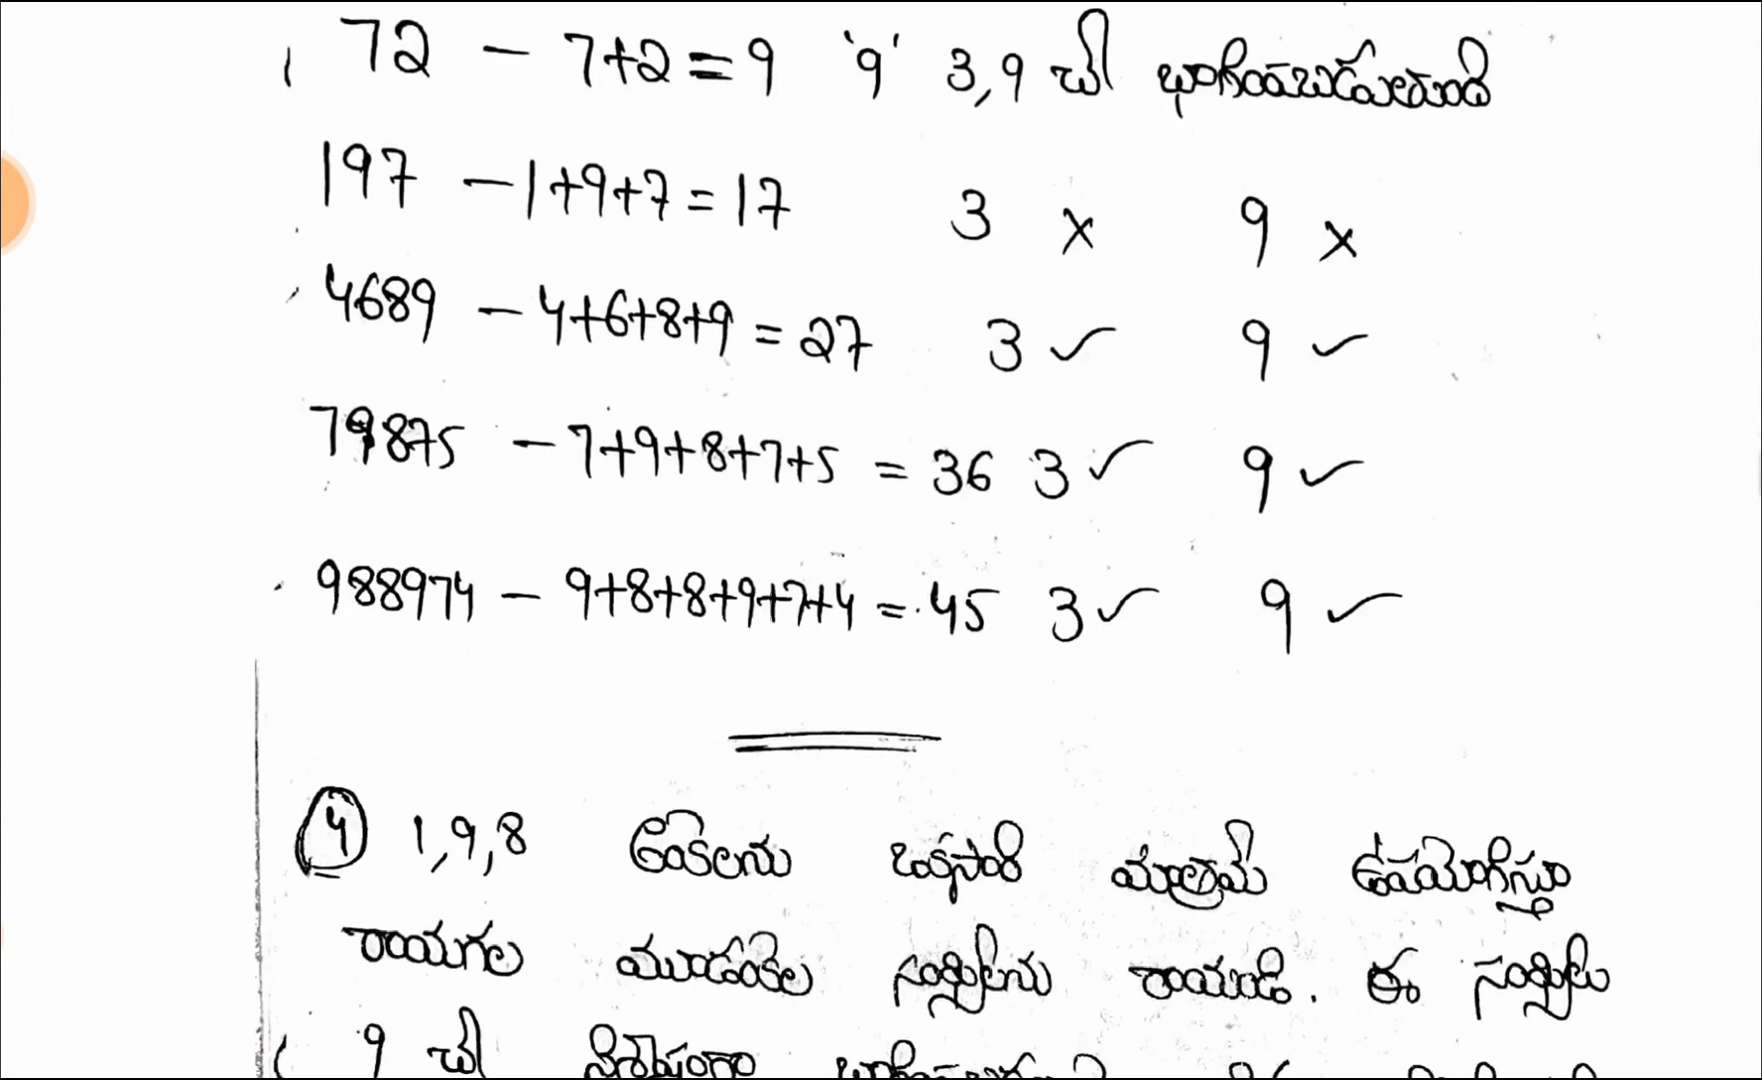 72 - 7+2=9 '9' 3,9 చే భాగించబడుతుంది
197 - 1+9+7=17 3 x 9 x
4689 - 4+6+8+9 = 27 3 ✓ 9 ✓
79875 - 7+9+8+7+5 = 36 3 ✓ 9 ✓
988974 - 9+8+8+9+7+4 = 45 3 ✓ 9 ✓
4 1,9,8 అంకెలను ఒకసారి మాత్రమే ఉపయోగిస్తూ
రాయగల మూడంకెల సంఖ్యలను రాయండి. ఈ సంఖ్యలు
9 చే నిశ్శేషంగా